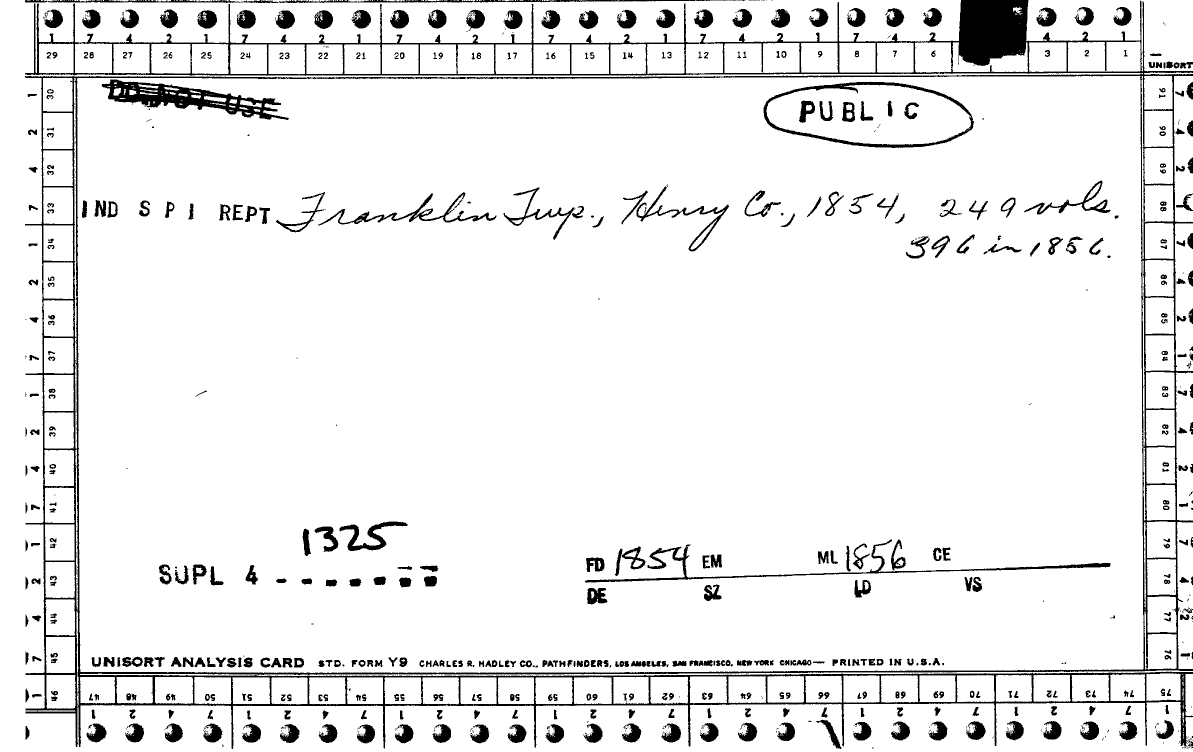 1 7 4 2 1 7 4 2 1 7 4 2 1 7 4 2 1 7 4 2 1 7 4 2 4 2 1
29 28 27 26 25 24 23 22 21 20 19 18 17 16 15 14 13 12 11 10 9 8 7 6 3 2 1
UNISORT
DO NOT USE
PUBLIC
IND S P I REPT Franklin Twp., Henry Co., 1854, 249 vols.
396 in 1856.
1325
SUPL 4 - - - - - - -
FD 1854 EM ML 1856 CE
DE SZ LD VS
UNISORT ANALYSIS CARD STD. FORM Y9 CHARLES R. HADLEY CO., PATHFINDERS, LOS ANGELES, SAN FRANCISCO, NEW YORK CHICAGO— PRINTED IN U.S.A.
47 48 49 50 51 52 53 54 55 56 57 58 59 60 61 62 63 64 65 66 67 68 69 70 71 72 73 74 75
1 2 4 7 1 2 4 7 1 2 4 7 1 2 4 7 1 2 4 7 1 2 4 7 1 2 4 7 1
30 31 32 33 34 35 36 37 38 39 40 41 42 43 44 45 46
1 2 4 7 1 2 4 7 1 2 4 7 1 2 4 7 1
91 90 89 88 87 86 85 84 83 82 81 80 79 78 77 76